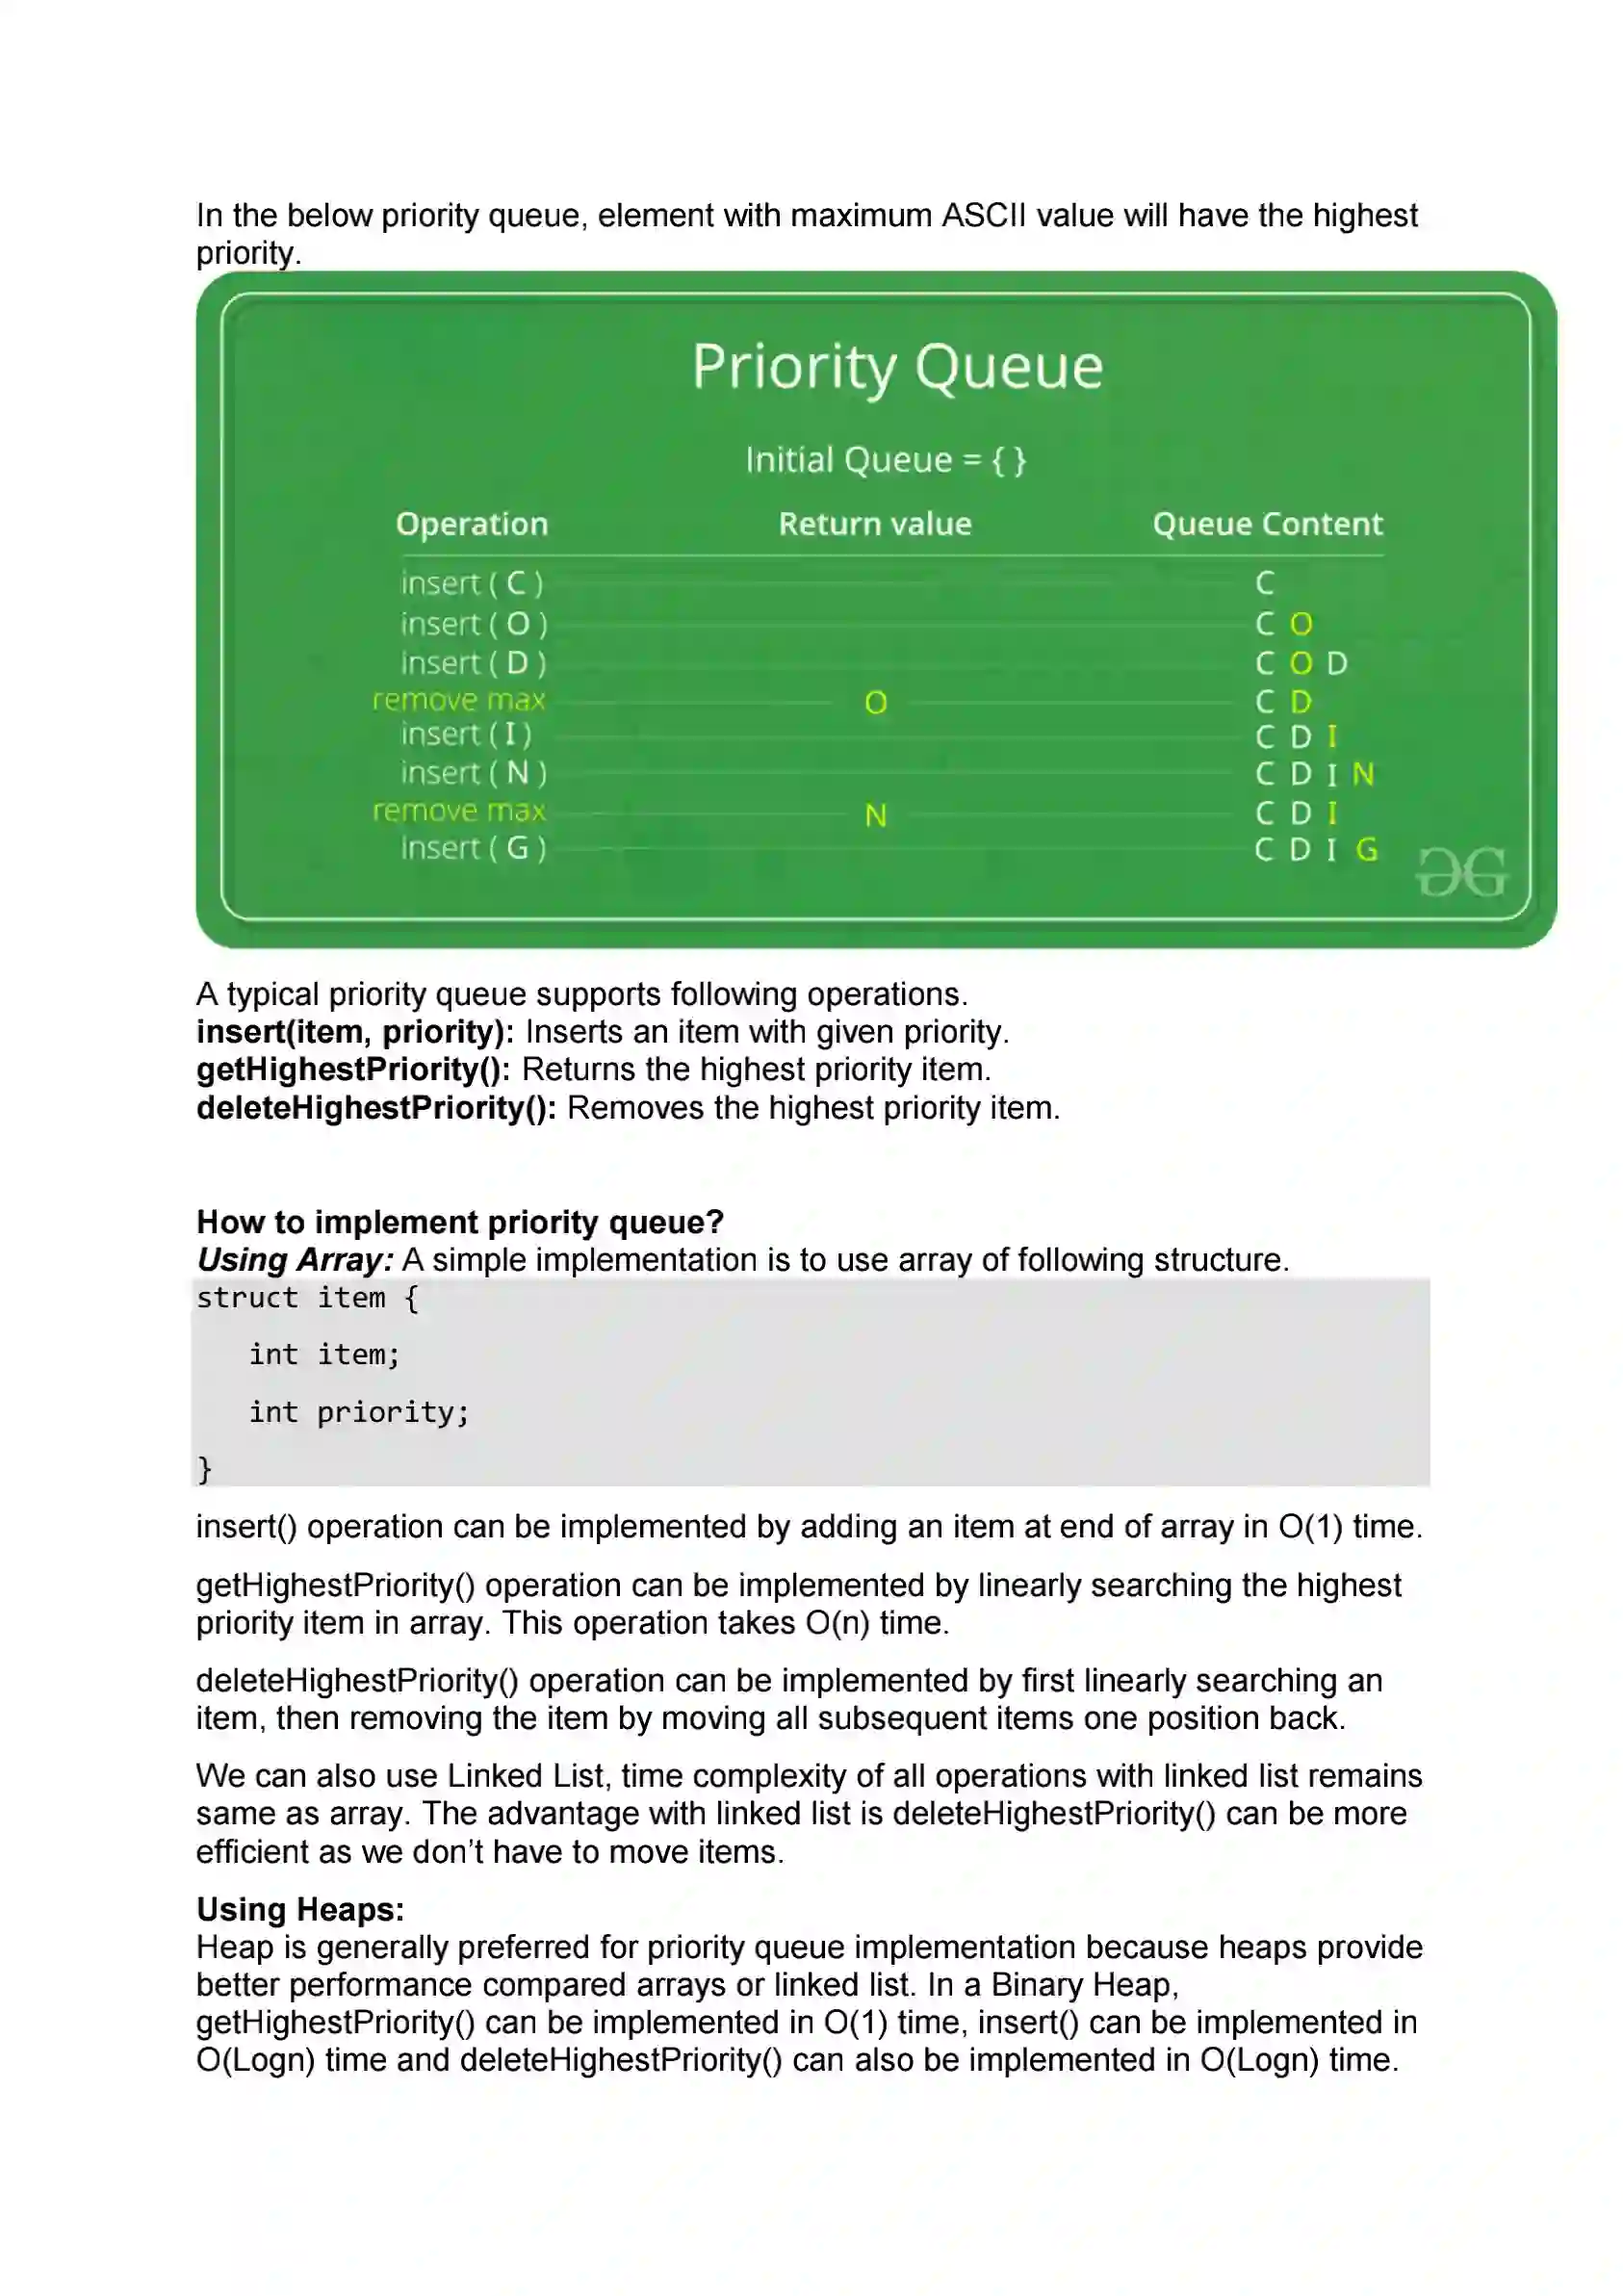 In the below priority queue, element with maximum ASCII value will have the highest
priority.
Priority Queue
Initial Queue = { }
Operation Return value Queue Content
insert ( C ) C
insert ( O ) C O
insert ( D ) C O D
remove max O C D
insert ( I ) C D I
insert ( N ) C D I N
remove max N C D I
insert ( G ) C D I G
A typical priority queue supports following operations.
insert(item, priority): Inserts an item with given priority.
getHighestPriority(): Returns the highest priority item.
deleteHighestPriority(): Removes the highest priority item.
How to implement priority queue?
Using Array: A simple implementation is to use array of following structure.
struct item {
int item;
int priority;
}
insert() operation can be implemented by adding an item at end of array in O(1) time.
getHighestPriority() operation can be implemented by linearly searching the highest
priority item in array. This operation takes O(n) time.
deleteHighestPriority() operation can be implemented by first linearly searching an
item, then removing the item by moving all subsequent items one position back.
We can also use Linked List, time complexity of all operations with linked list remains
same as array. The advantage with linked list is deleteHighestPriority() can be more
efficient as we don’t have to move items.
Using Heaps:
Heap is generally preferred for priority queue implementation because heaps provide
better performance compared arrays or linked list. In a Binary Heap,
getHighestPriority() can be implemented in O(1) time, insert() can be implemented in
O(Logn) time and deleteHighestPriority() can also be implemented in O(Logn) time.